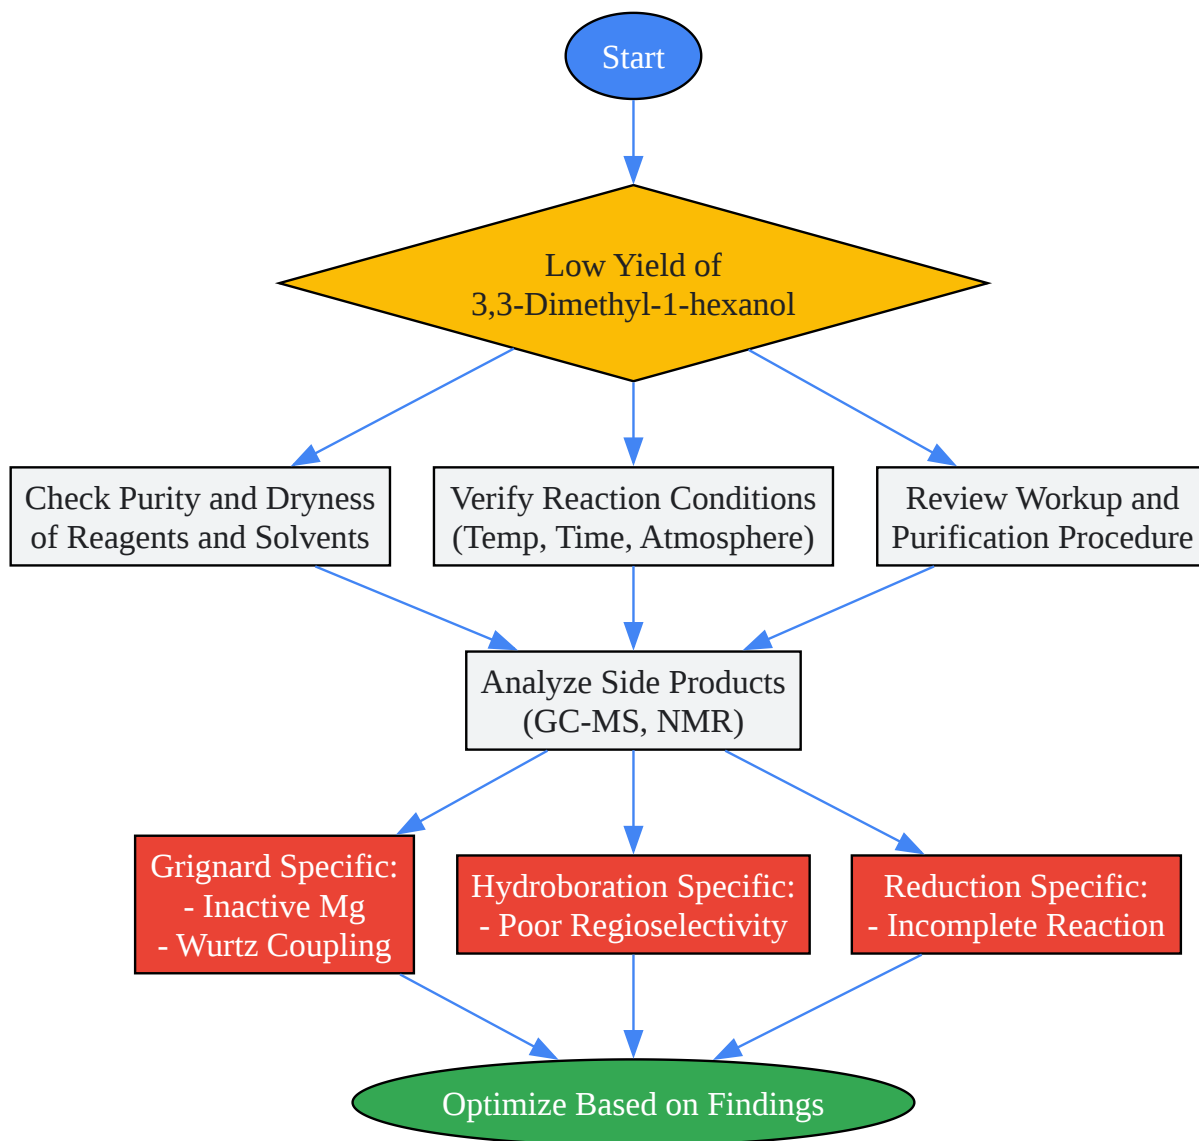 Start
Low Yield of
3,3-Dimethyl-1-hexanol
Check Purity and Dryness
of Reagents and Solvents
Verify Reaction Conditions
(Temp, Time, Atmosphere)
Review Workup and
Purification Procedure
Analyze Side Products
(GC-MS, NMR)
Grignard Specific:
- Inactive Mg
- Wurtz Coupling
Hydroboration Specific:
- Poor Regioselectivity
Reduction Specific:
- Incomplete Reaction
Optimize Based on Findings